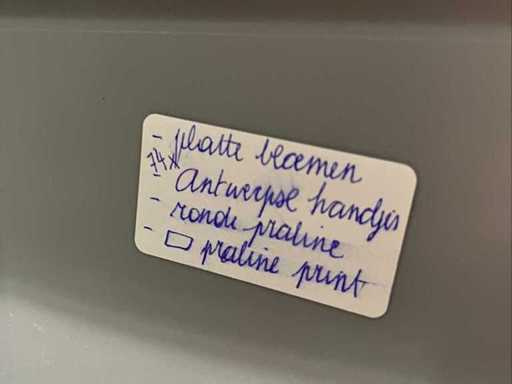 - platte bloemen
14x
- Antwerpse handjes
- ronde praline
- praline print